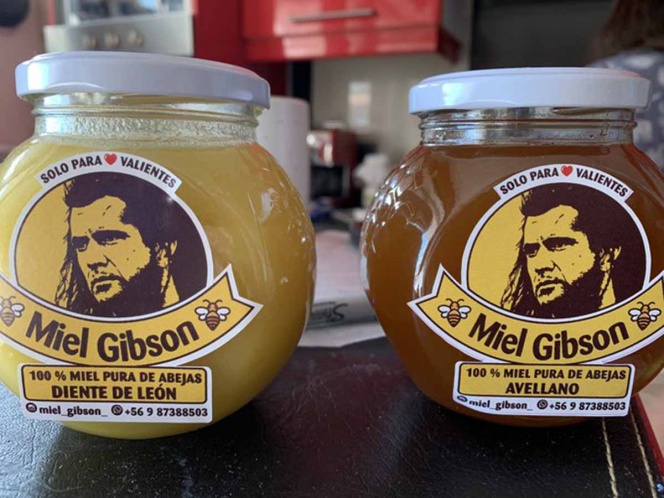 SOLO PARA ❤ VALIENTES
Miel Gibson
100 % MIEL PURA DE ABEJAS
DIENTE DE LEÓN
miel_gibson_ +56 9 87388503
SOLO PARA ❤ VALIENTES
Miel Gibson
100 % MIEL PURA DE ABEJAS
AVELLANO
miel_gibson_ +56 9 87388503